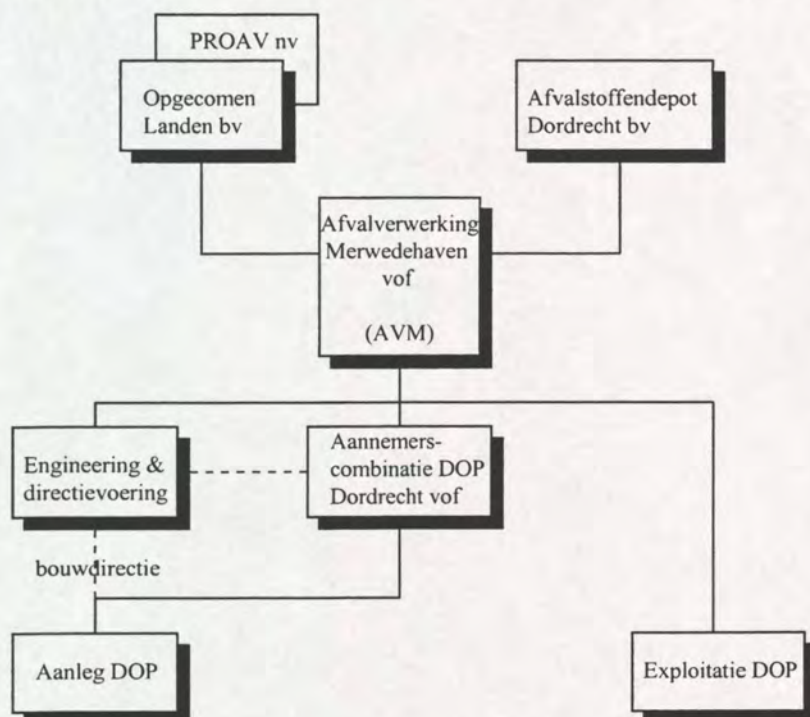 PROAV nv
Opgecomen
Landen bv
Afvalstoffendepot
Dordrecht bv
Afvalverwerking
Merwedehaven
vof
(AVM)
Engineering &
directievoering
Aannemers-
combinatie DOP
Dordrecht vof
bouwdirectie
Aanleg DOP
Exploitatie DOP